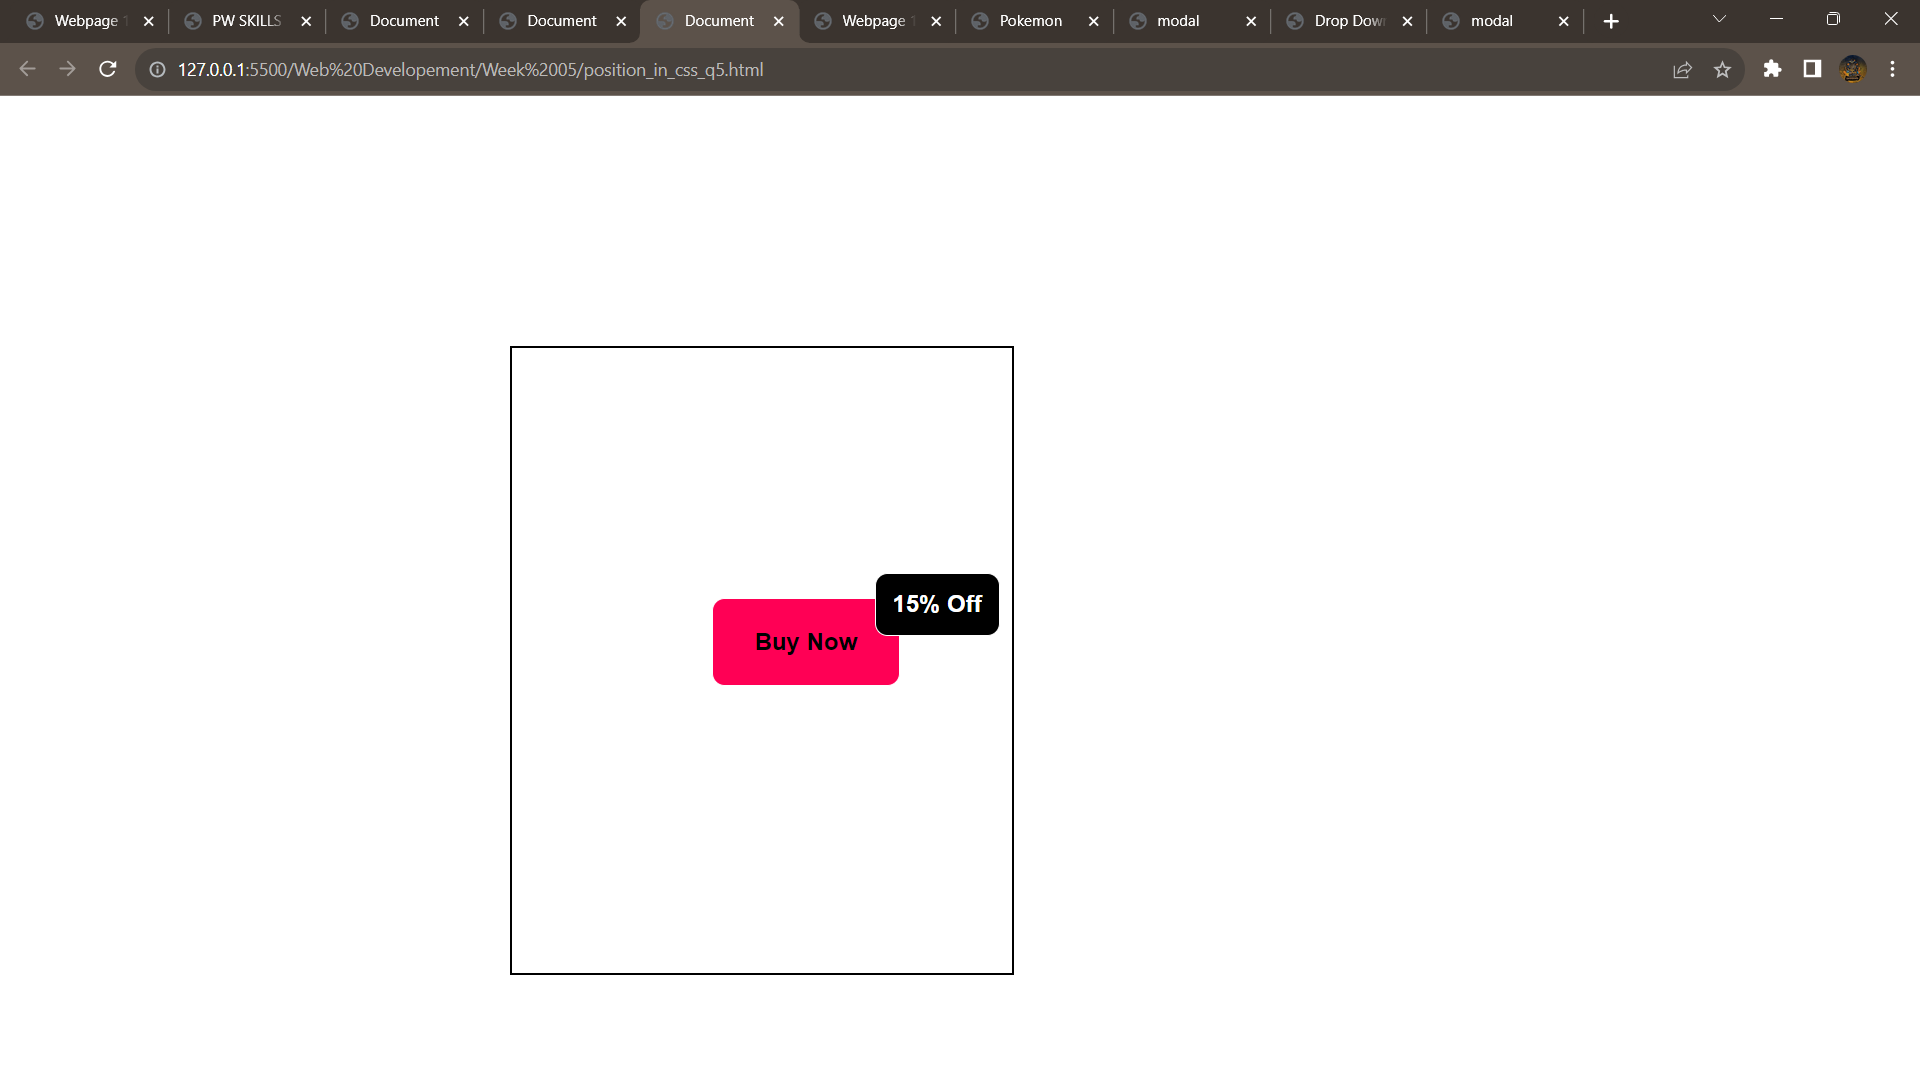 Webpage 1
PW SKILLS
Document
Document
Document
Webpage 1
Pokemon
modal
Drop Dow
modal
127.0.0.1:5500/Web%20Developement/Week%2005/position_in_css_q5.html
15% Off
Buy Now